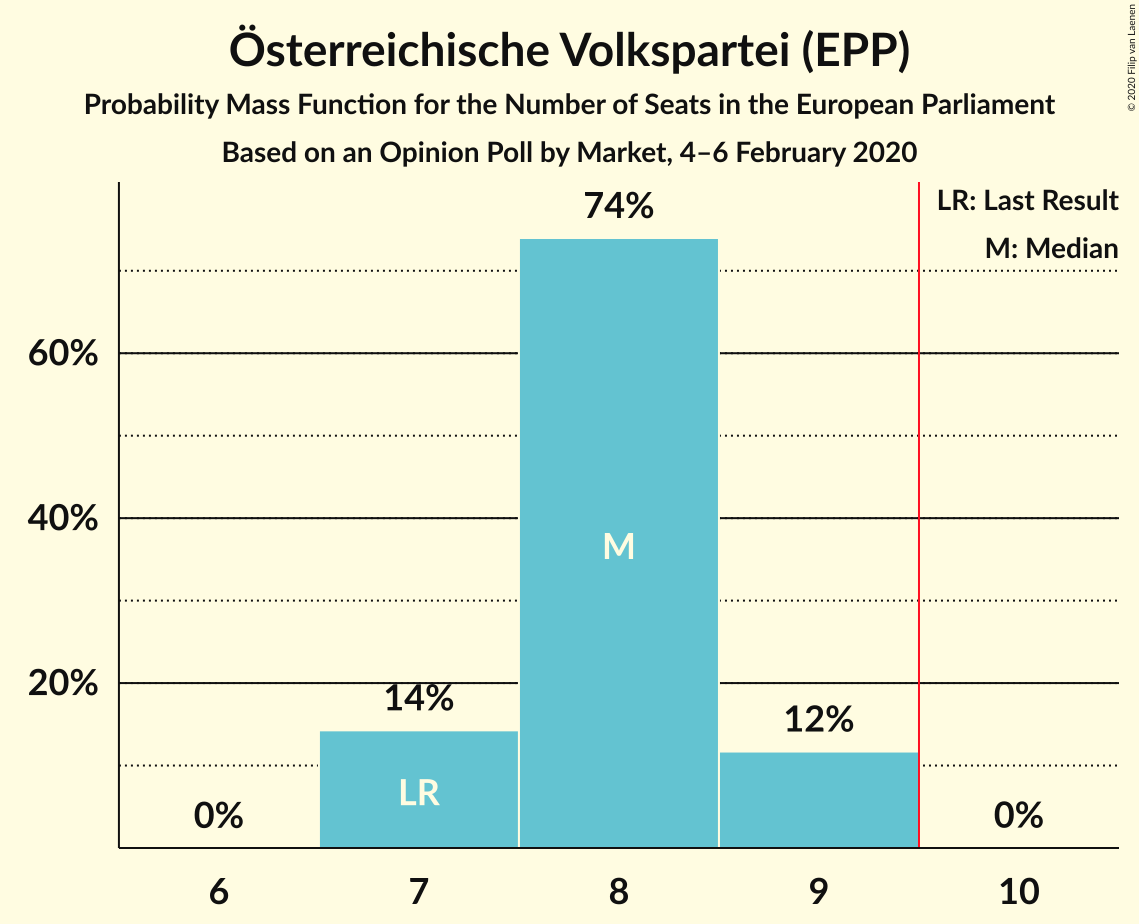 Österreichische Volkspartei (EPP)
Probability Mass Function for the Number of Seats in the European Parliament
Based on an Opinion Poll by Market, 4–6 February 2020
© 2020 Filip van Laenen
LR: Last Result
M: Median
74%
60%
40%
M
20%
14%
12%
LR
0%
0%
6
7
8
9
10